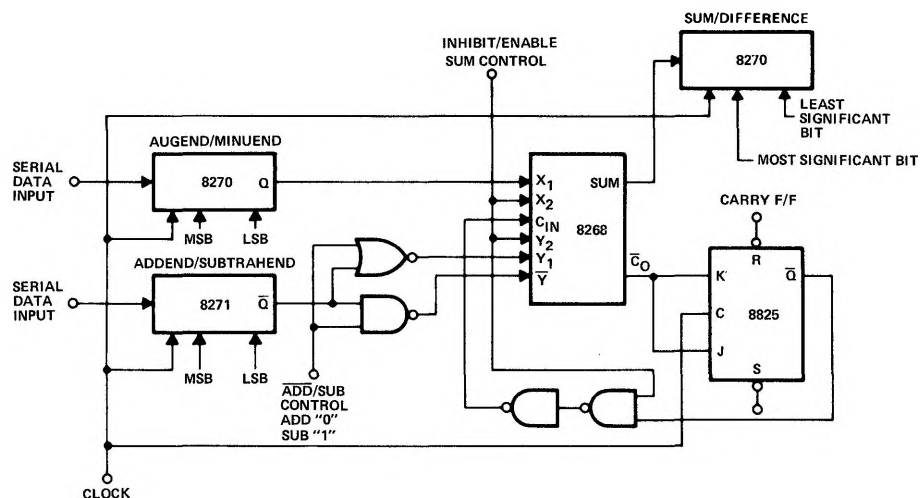 SUM/DIFFERENCE
8270
INHIBIT/ENABLE
SUM CONTROL
LEAST
SIGNIFICANT
BIT
MOST SIGNIFICANT BIT
AUGEND/MINUEND
SERIAL
DATA
INPUT
8270
Q
MSB
LSB
X1
X2
CIN
Y2
Y1
Y̅
SUM
8268
C̅O
CARRY F/F
R
K
Q̅
C
8825
J
S
ADDEND/SUBTRAHEND
SERIAL
DATA
INPUT
8271
Q̅
MSB
LSB
A̅D̅D̅/SUB
CONTROL
ADD "0"
SUB "1"
CLOCK